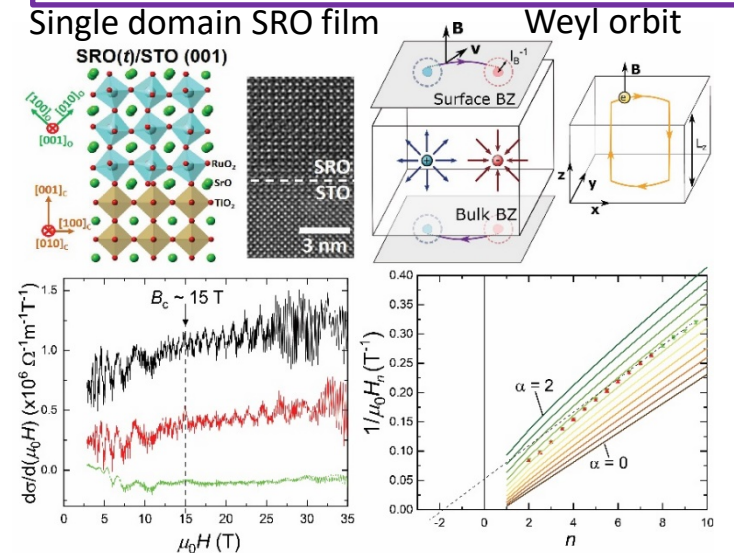 Single domain SRO film
Weyl orbit
SRO(t)/STO (001)
[100]O
[010]O
[001]O
RuO2
SrO
TiO2
[001]C
[100]C
[010]C
SRO
STO
3 nm
B
v
lB-1
Surface BZ
Bulk BZ
B
e
Lz
z
y
x
Bc ~ 15 T
dσ/d(μ0H) (x10^6 Ω-1m-1T-1)
1.5
1.0
0.5
0.0
0
5
10
15
20
25
30
35
μ0H (T)
1/μ0Hn (T-1)
0.40
0.35
0.30
0.25
0.20
0.15
0.10
0.05
0.00
α = 2
α = 0
-2
0
2
4
6
8
10
n